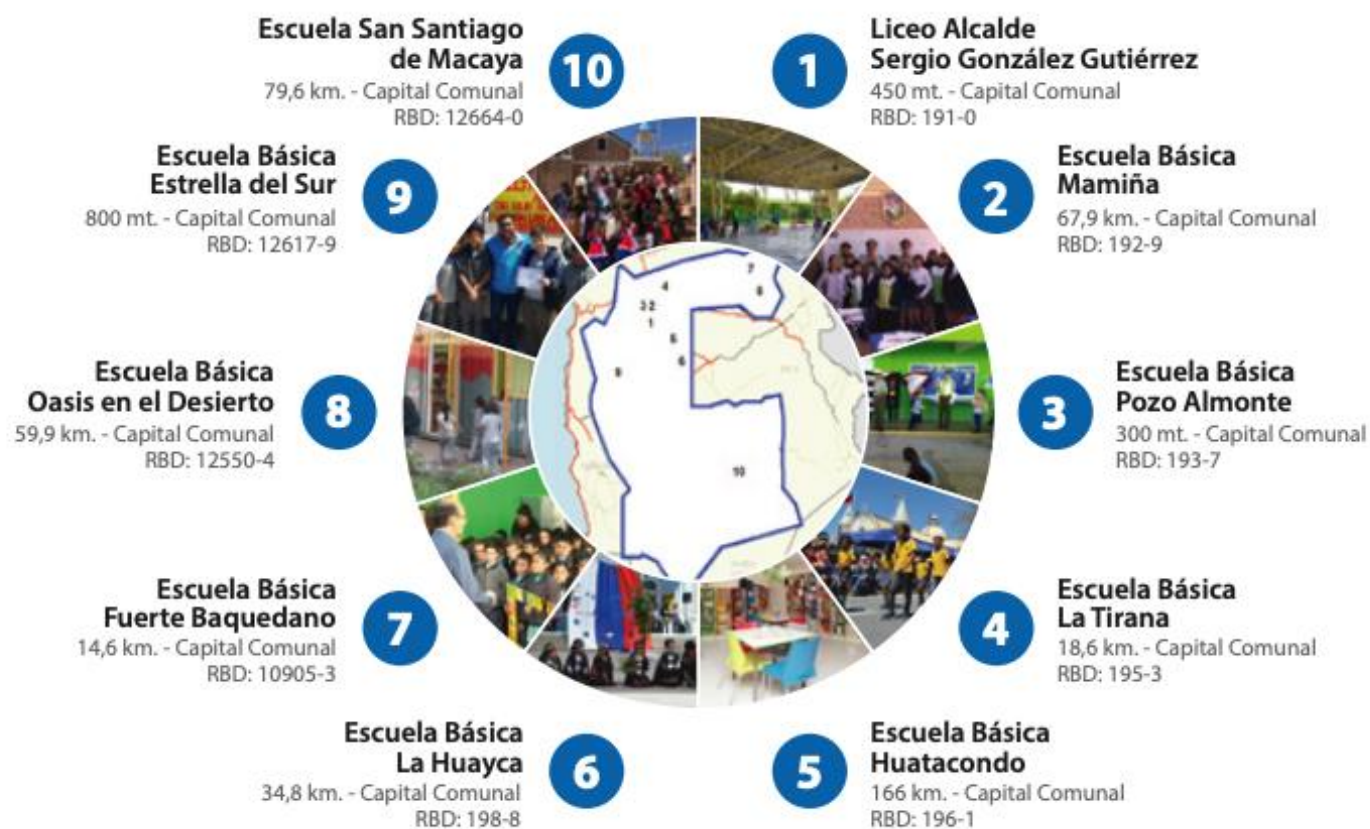 1
Liceo Alcalde
Sergio González Gutiérrez
450 mt. - Capital Comunal
RBD: 191-0
2
Escuela Básica
Mamiña
67,9 km. - Capital Comunal
RBD: 192-9
3
Escuela Básica
Pozo Almonte
300 mt. - Capital Comunal
RBD: 193-7
4
Escuela Básica
La Tirana
18,6 km. - Capital Comunal
RBD: 195-3
5
Escuela Básica
Huatacondo
166 km. - Capital Comunal
RBD: 196-1
6
Escuela Básica
La Huayca
34,8 km. - Capital Comunal
RBD: 198-8
7
Escuela Básica
Fuerte Baquedano
14,6 km. - Capital Comunal
RBD: 10905-3
8
Escuela Básica
Oasis en el Desierto
59,9 km. - Capital Comunal
RBD: 12550-4
9
Escuela Básica
Estrella del Sur
800 mt. - Capital Comunal
RBD: 12617-9
10
Escuela San Santiago
de Macaya
79,6 km. - Capital Comunal
RBD: 12664-0
7
4
3 2
1
10